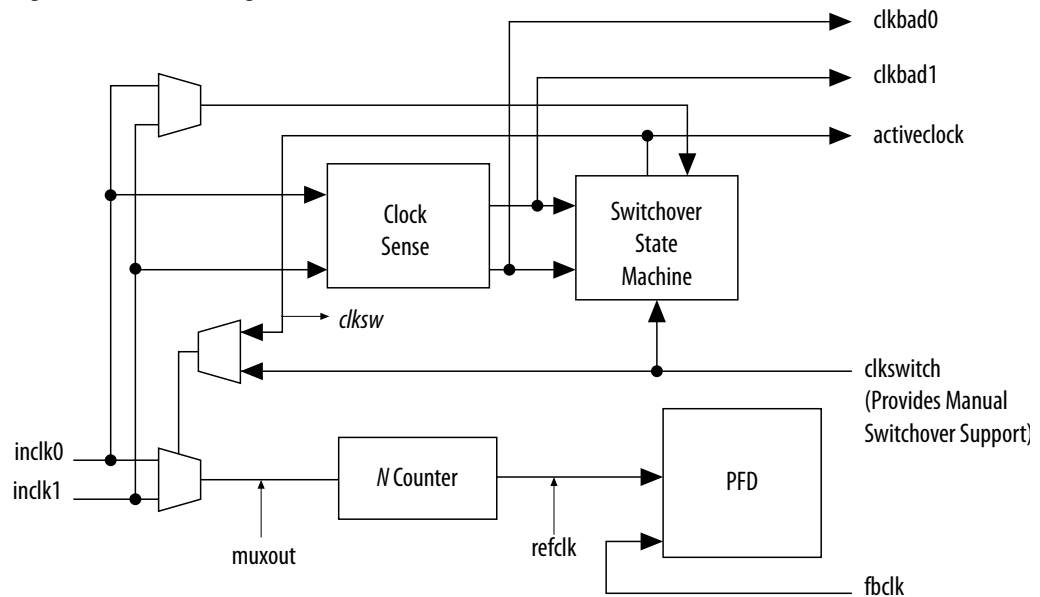 clkbad0
clkbad1
activeclock
Clock
Sense
Switchover
State
Machine
clksw
clkswitch
(Provides Manual
Switchover Support)
inclk0
inclk1
N Counter
PFD
muxout
refclk
fbclk